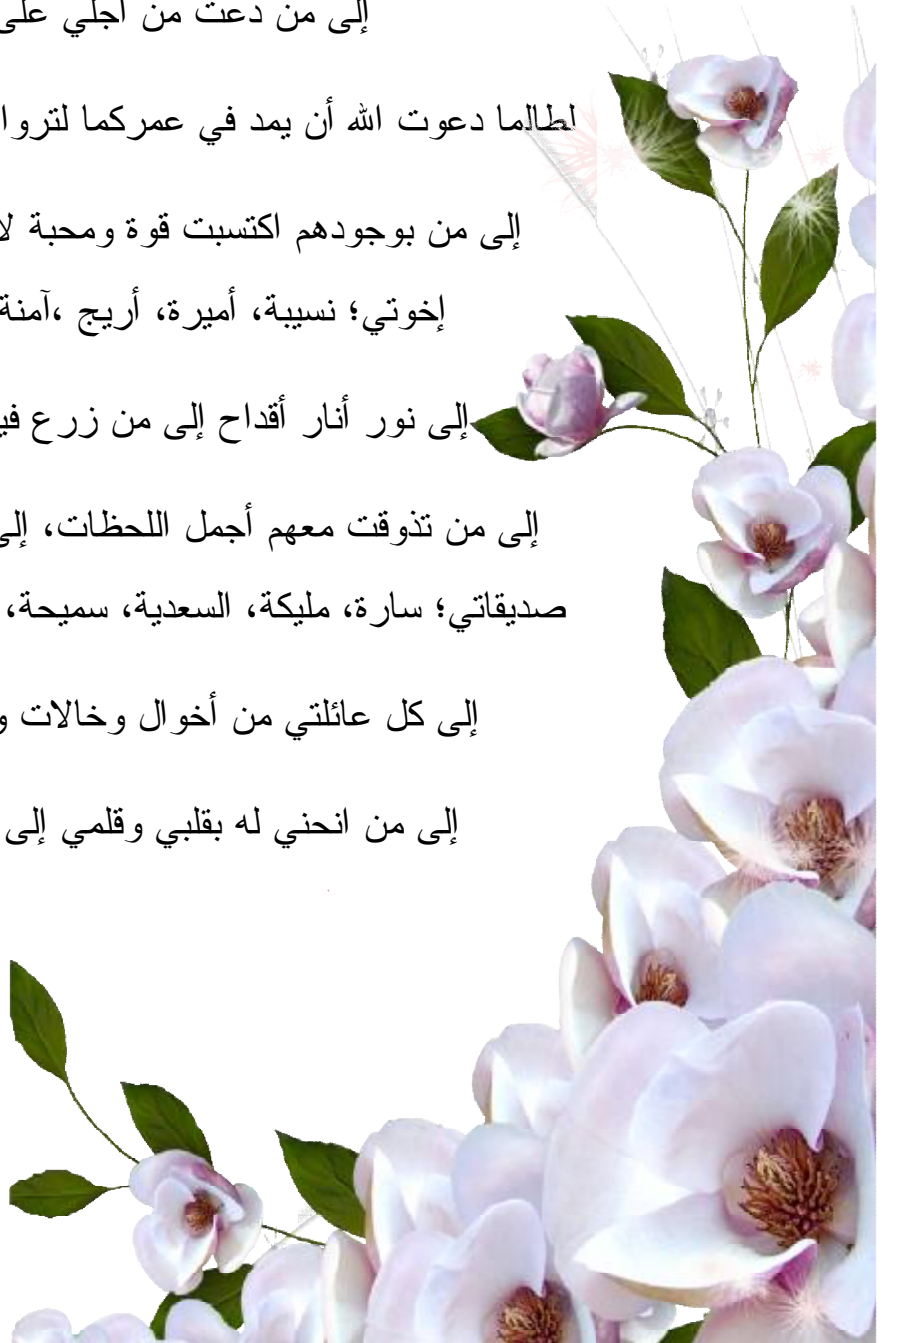 إلى من دعت من أجلي على
لطالما دعوت الله أن يمد في عمركما لتروا
إلى من بوجودهم اكتسبت قوة ومحبة لا
إخوتي؛ نسيبة، أميرة، أريج ،آمنة
إلى نور أنار أقداح إلى من زرع
إلى من تذوقت معهم أجمل اللحظات، إلى
صديقاتي؛ سارة، مليكة، السعدية، سميحة،
إلى كل عائلتي من أخوال وخالات و
إلى من انحني له بقلبي وقلمي إلى